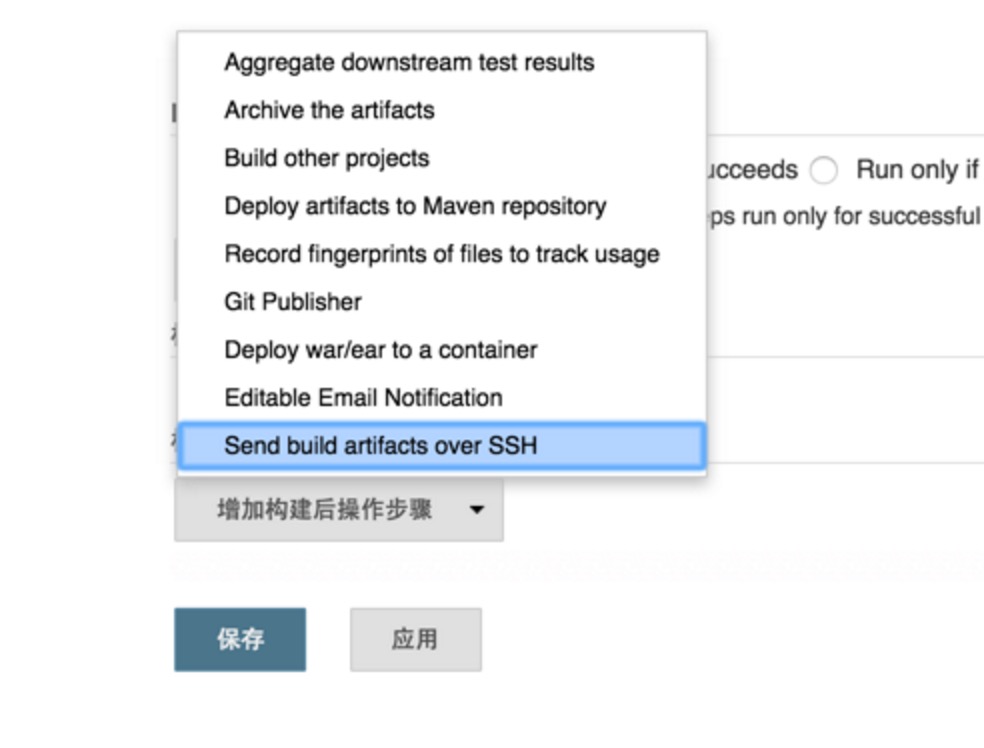 Aggregate downstream test results
Archive the artifacts
Build other projects
Run only if
Deploy artifacts to Maven repository
run only for successful
Record fingerprints of files to track usage
Git Publisher
Deploy war/ear to a container
Editable Email Notification
Send build artifacts over SSH
增加构建后操作步骤
保存
应用